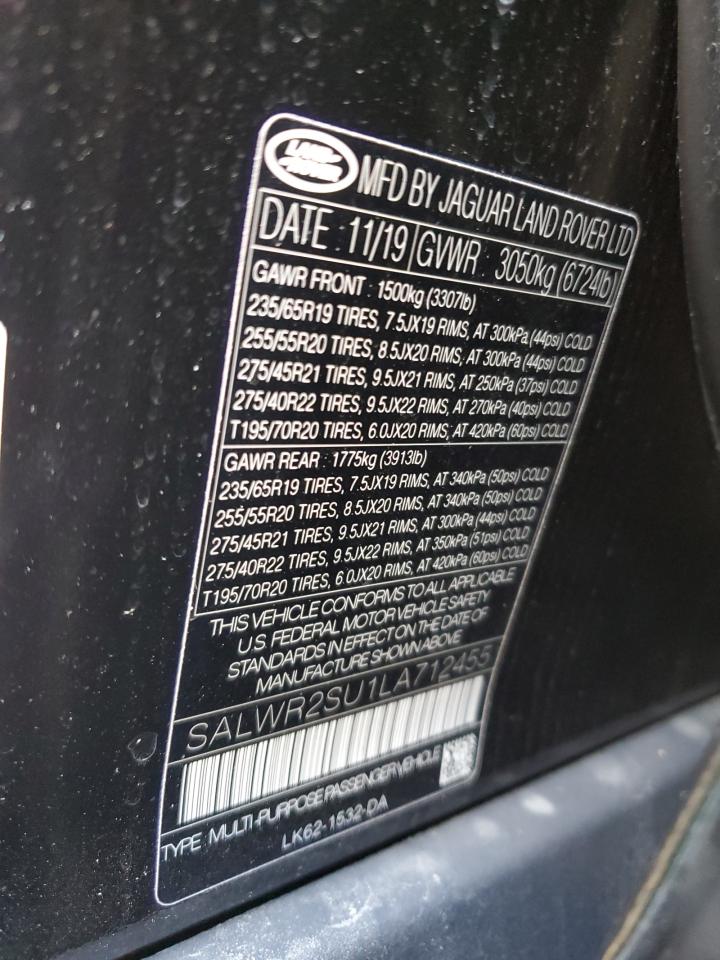 LAND-
ROVER
MFD BY JAGUAR LAND ROVER LTD
DATE 11/19 GVWR 3050kg (6724lb)
GAWR FRONT : 1500kg (3307lb)
235/65R19 TIRES, 7.5JX19 RIMS, AT 300kPa (44psi) COLD
255/55R20 TIRES, 8.5JX20 RIMS, AT 300kPa (44psi) COLD
275/45R21 TIRES, 9.5JX21 RIMS, AT 250kPa (37psi) COLD
275/40R22 TIRES, 9.5JX22 RIMS, AT 270kPa (40psi) COLD
T195/70R20 TIRES, 6.0JX20 RIMS, AT 420kPa (60psi) COLD
GAWR REAR : 1775kg (3913lb)
235/65R19 TIRES, 7.5JX19 RIMS, AT 340kPa (50psi) COLD
255/55R20 TIRES, 8.5JX20 RIMS, AT 340kPa (50psi) COLD
275/45R21 TIRES, 9.5JX21 RIMS, AT 300kPa (44psi) COLD
275/40R22 TIRES, 9.5JX22 RIMS, AT 350kPa (51psi) COLD
T195/70R20 TIRES, 6.0JX20 RIMS, AT 420kPa (60psi) COLD
THIS VEHICLE CONFORMS TO ALL APPLICABLE
U.S. FEDERAL MOTOR VEHICLE SAFETY
STANDARDS IN EFFECT ON THE DATE OF
MANUFACTURE SHOWN ABOVE
SALWR2SU1LA712455
TYPE : MULTI-PURPOSE PASSENGER VEHICLE
LK62-1532-DA